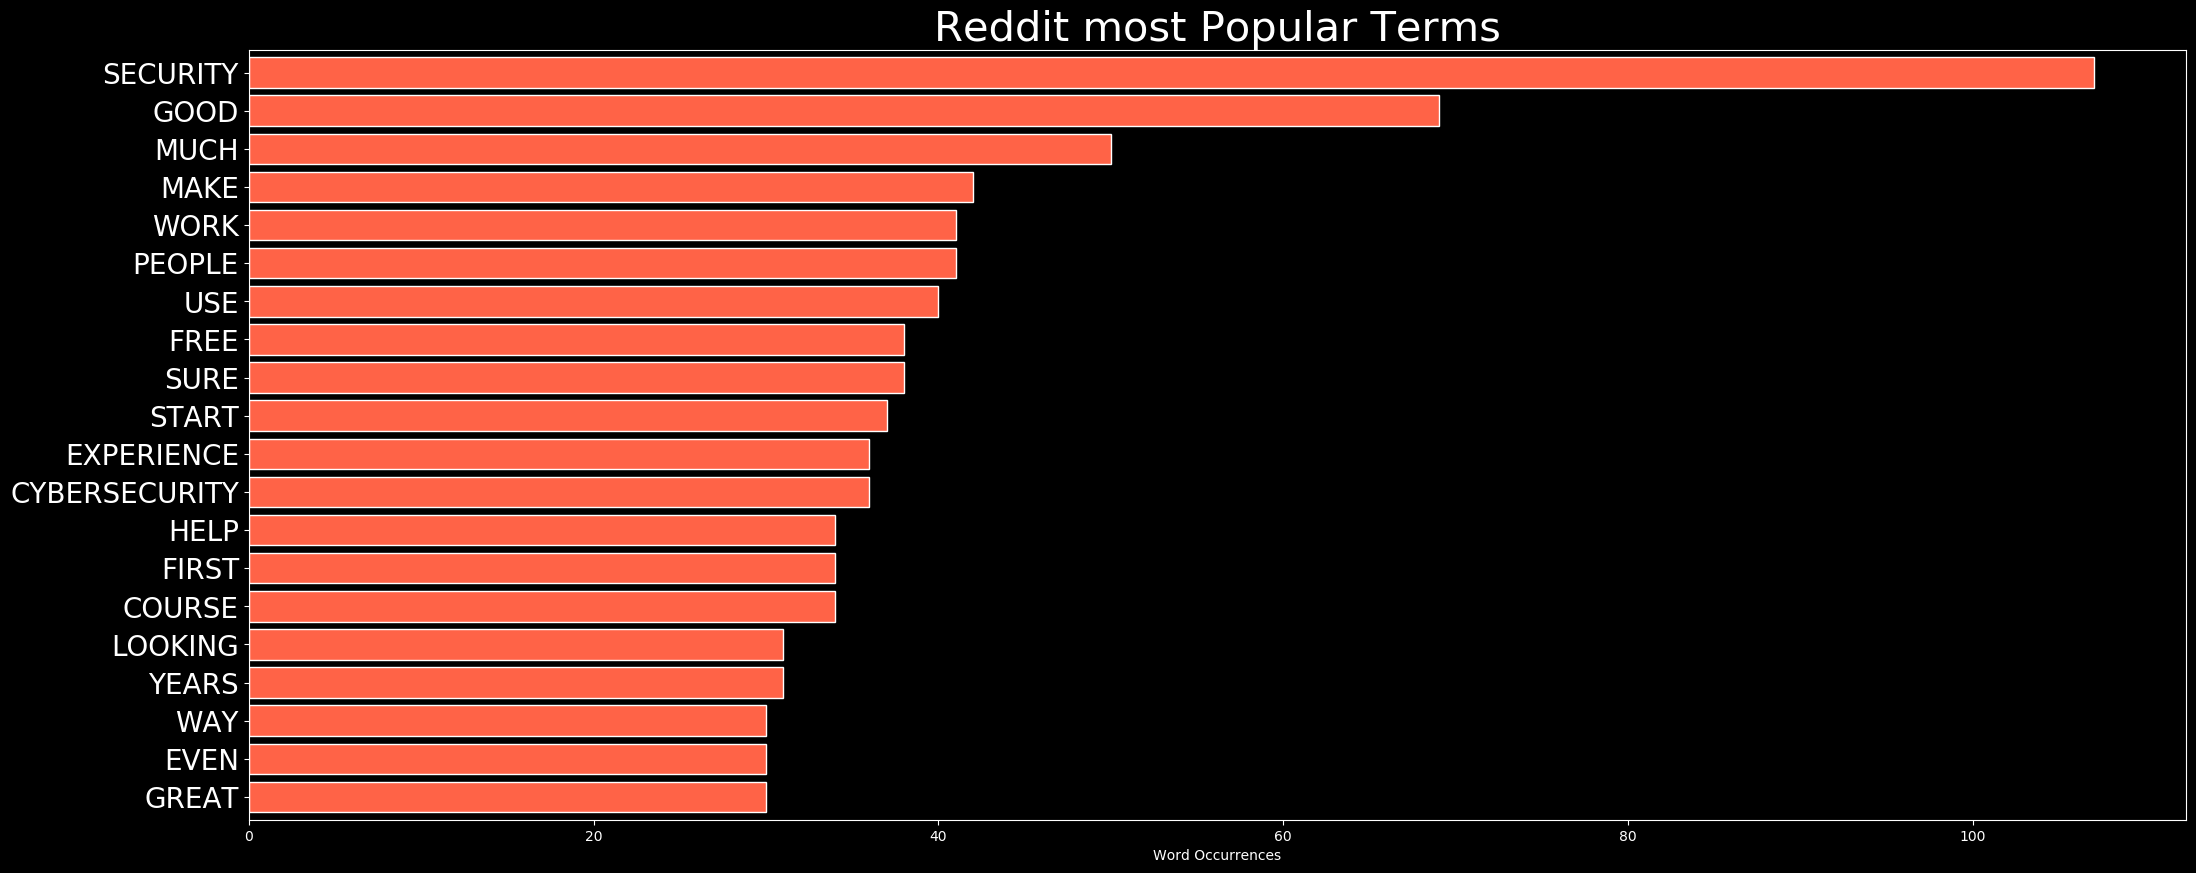 Reddit most Popular Terms
SECURITY
GOOD
MUCH
MAKE
WORK
PEOPLE
USE
FREE
SURE
START
EXPERIENCE
CYBERSECURITY
HELP
FIRST
COURSE
LOOKING
YEARS
WAY
EVEN
GREAT
0 20 40 60 80 100
Word Occurrences